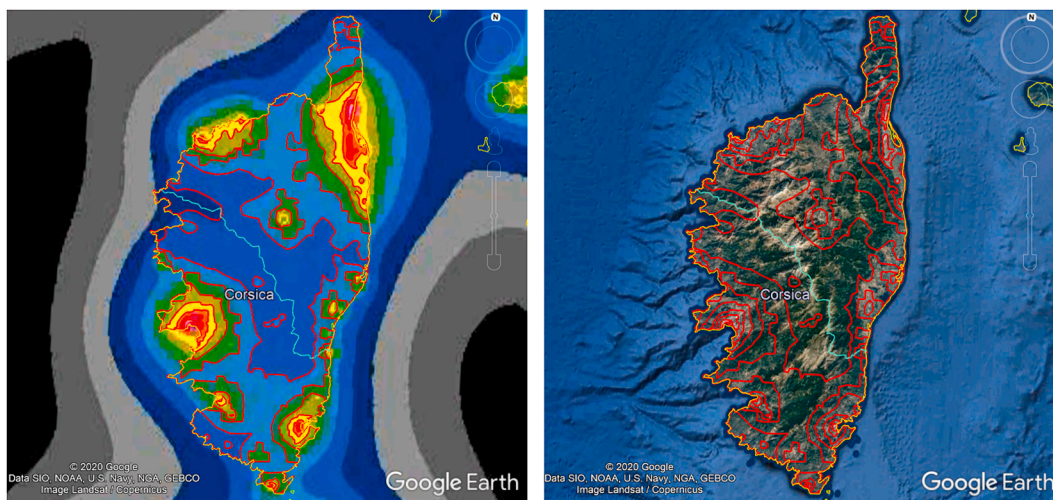 N
Corsica
© 2020 Google
Data SIO, NOAA, U.S. Navy, NGA, GEBCO
Image Landsat / Copernicus
Google Earth
N
Corsica
© 2020 Google
Data SIO, NOAA, U.S. Navy, NGA, GEBCO
Image Landsat / Copernicus
Google Earth